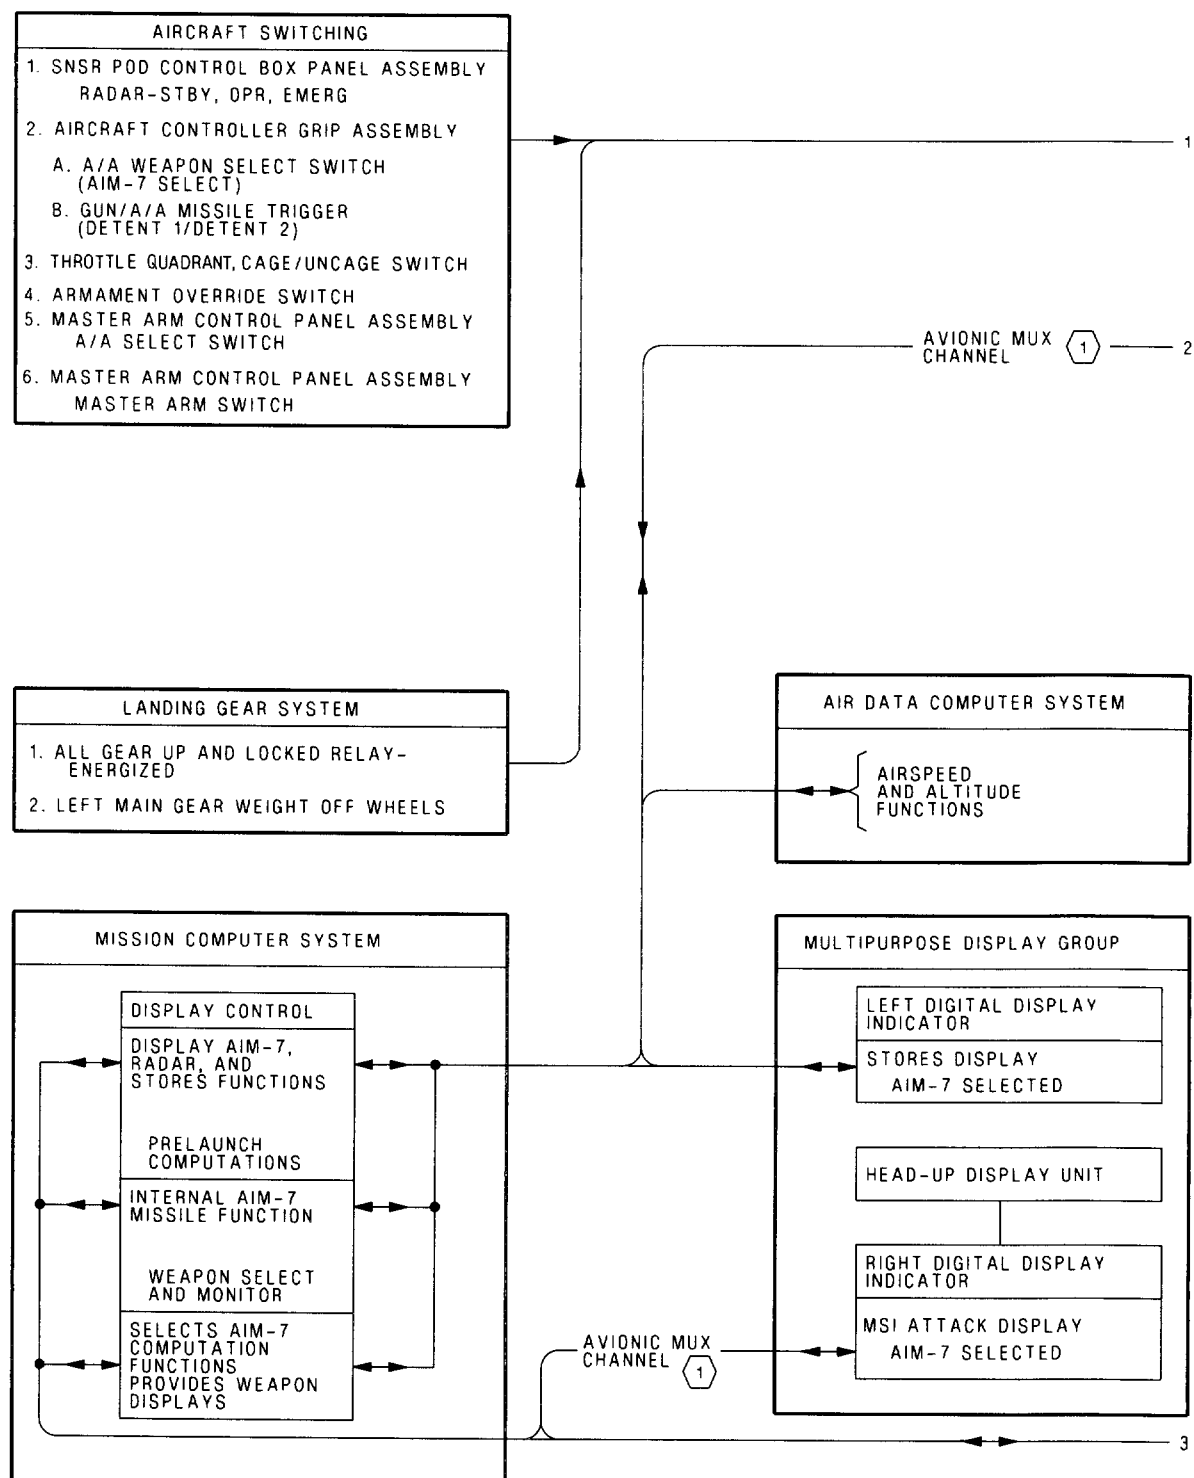 AIRCRAFT SWITCHING
1. SNSR POD CONTROL BOX PANEL ASSEMBLY
RADAR-STBY, OPR, EMERG
2. AIRCRAFT CONTROLLER GRIP ASSEMBLY
A. A/A WEAPON SELECT SWITCH
(AIM-7 SELECT)
B. GUN/A/A MISSILE TRIGGER
(DETENT 1/DETENT 2)
3. THROTTLE QUADRANT, CAGE/UNCAGE SWITCH
4. ARMAMENT OVERRIDE SWITCH
5. MASTER ARM CONTROL PANEL ASSEMBLY
A/A SELECT SWITCH
6. MASTER ARM CONTROL PANEL ASSEMBLY
MASTER ARM SWITCH
1
AVIONIC MUX
CHANNEL
1
2
LANDING GEAR SYSTEM
1. ALL GEAR UP AND LOCKED RELAY-
ENERGIZED
2. LEFT MAIN GEAR WEIGHT OFF WHEELS
AIR DATA COMPUTER SYSTEM
AIRSPEED
AND ALTITUDE
FUNCTIONS
MISSION COMPUTER SYSTEM
DISPLAY CONTROL
DISPLAY AIM-7,
RADAR, AND
STORES FUNCTIONS
PRELAUNCH
COMPUTATIONS
INTERNAL AIM-7
MISSILE FUNCTION
WEAPON SELECT
AND MONITOR
SELECTS AIM-7
COMPUTATION
FUNCTIONS
PROVIDES WEAPON
DISPLAYS
MULTIPURPOSE DISPLAY GROUP
LEFT DIGITAL DISPLAY
INDICATOR
STORES DISPLAY
AIM-7 SELECTED
HEAD-UP DISPLAY UNIT
RIGHT DIGITAL DISPLAY
INDICATOR
MSI ATTACK DISPLAY
AIM-7 SELECTED
AVIONIC MUX
CHANNEL
1
3